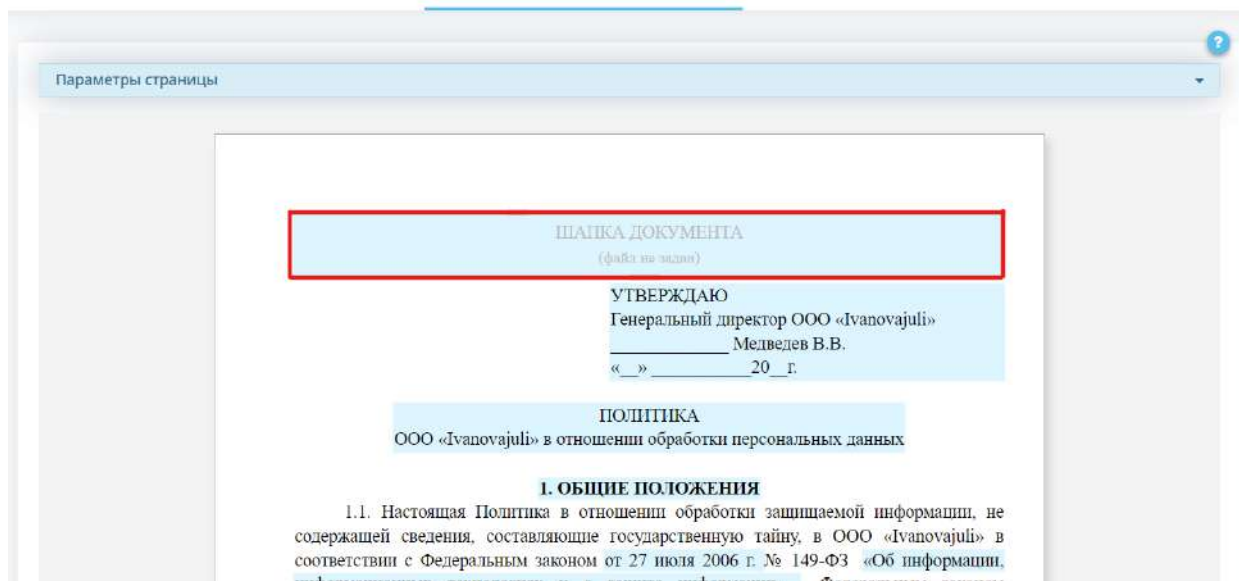 ?
Параметры страницы
ШАПКА ДОКУМЕНТА
(файл не задан)
УТВЕРЖДАЮ
Генеральный директор ООО «Ivanovajuli»
____________ Медведев В.В.
«__» __________20__г.
ПОЛИТИКА
ООО «Ivanovajuli» в отношении обработки персональных данных
1. ОБЩИЕ ПОЛОЖЕНИЯ
1.1. Настоящая Политика в отношении обработки защищаемой информации, не
содержащей сведения, составляющие государственную тайну, в ООО «Ivanovajuli» в
соответствии с Федеральным законом от 27 июля 2006 г. № 149-ФЗ «Об информации,